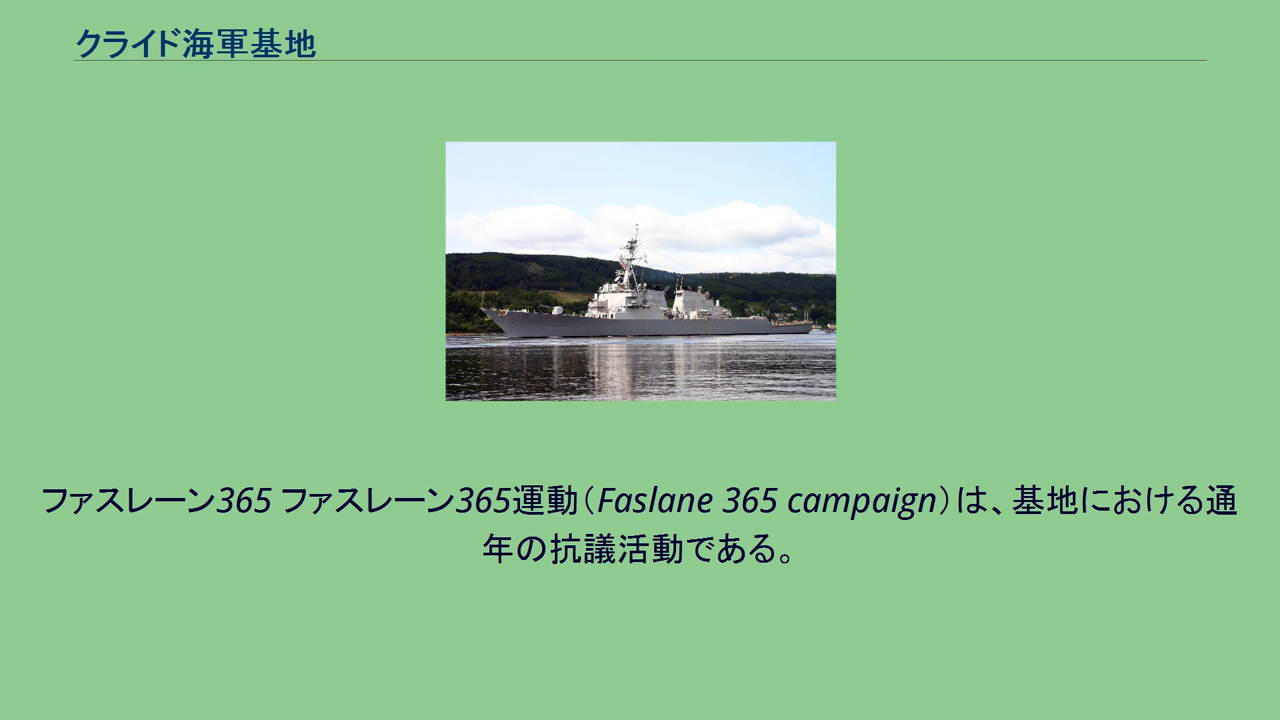 クライド海軍基地
ファスレーン365 ファスレーン365運動（Faslane 365 campaign）は、基地における通
年の抗議活動である。